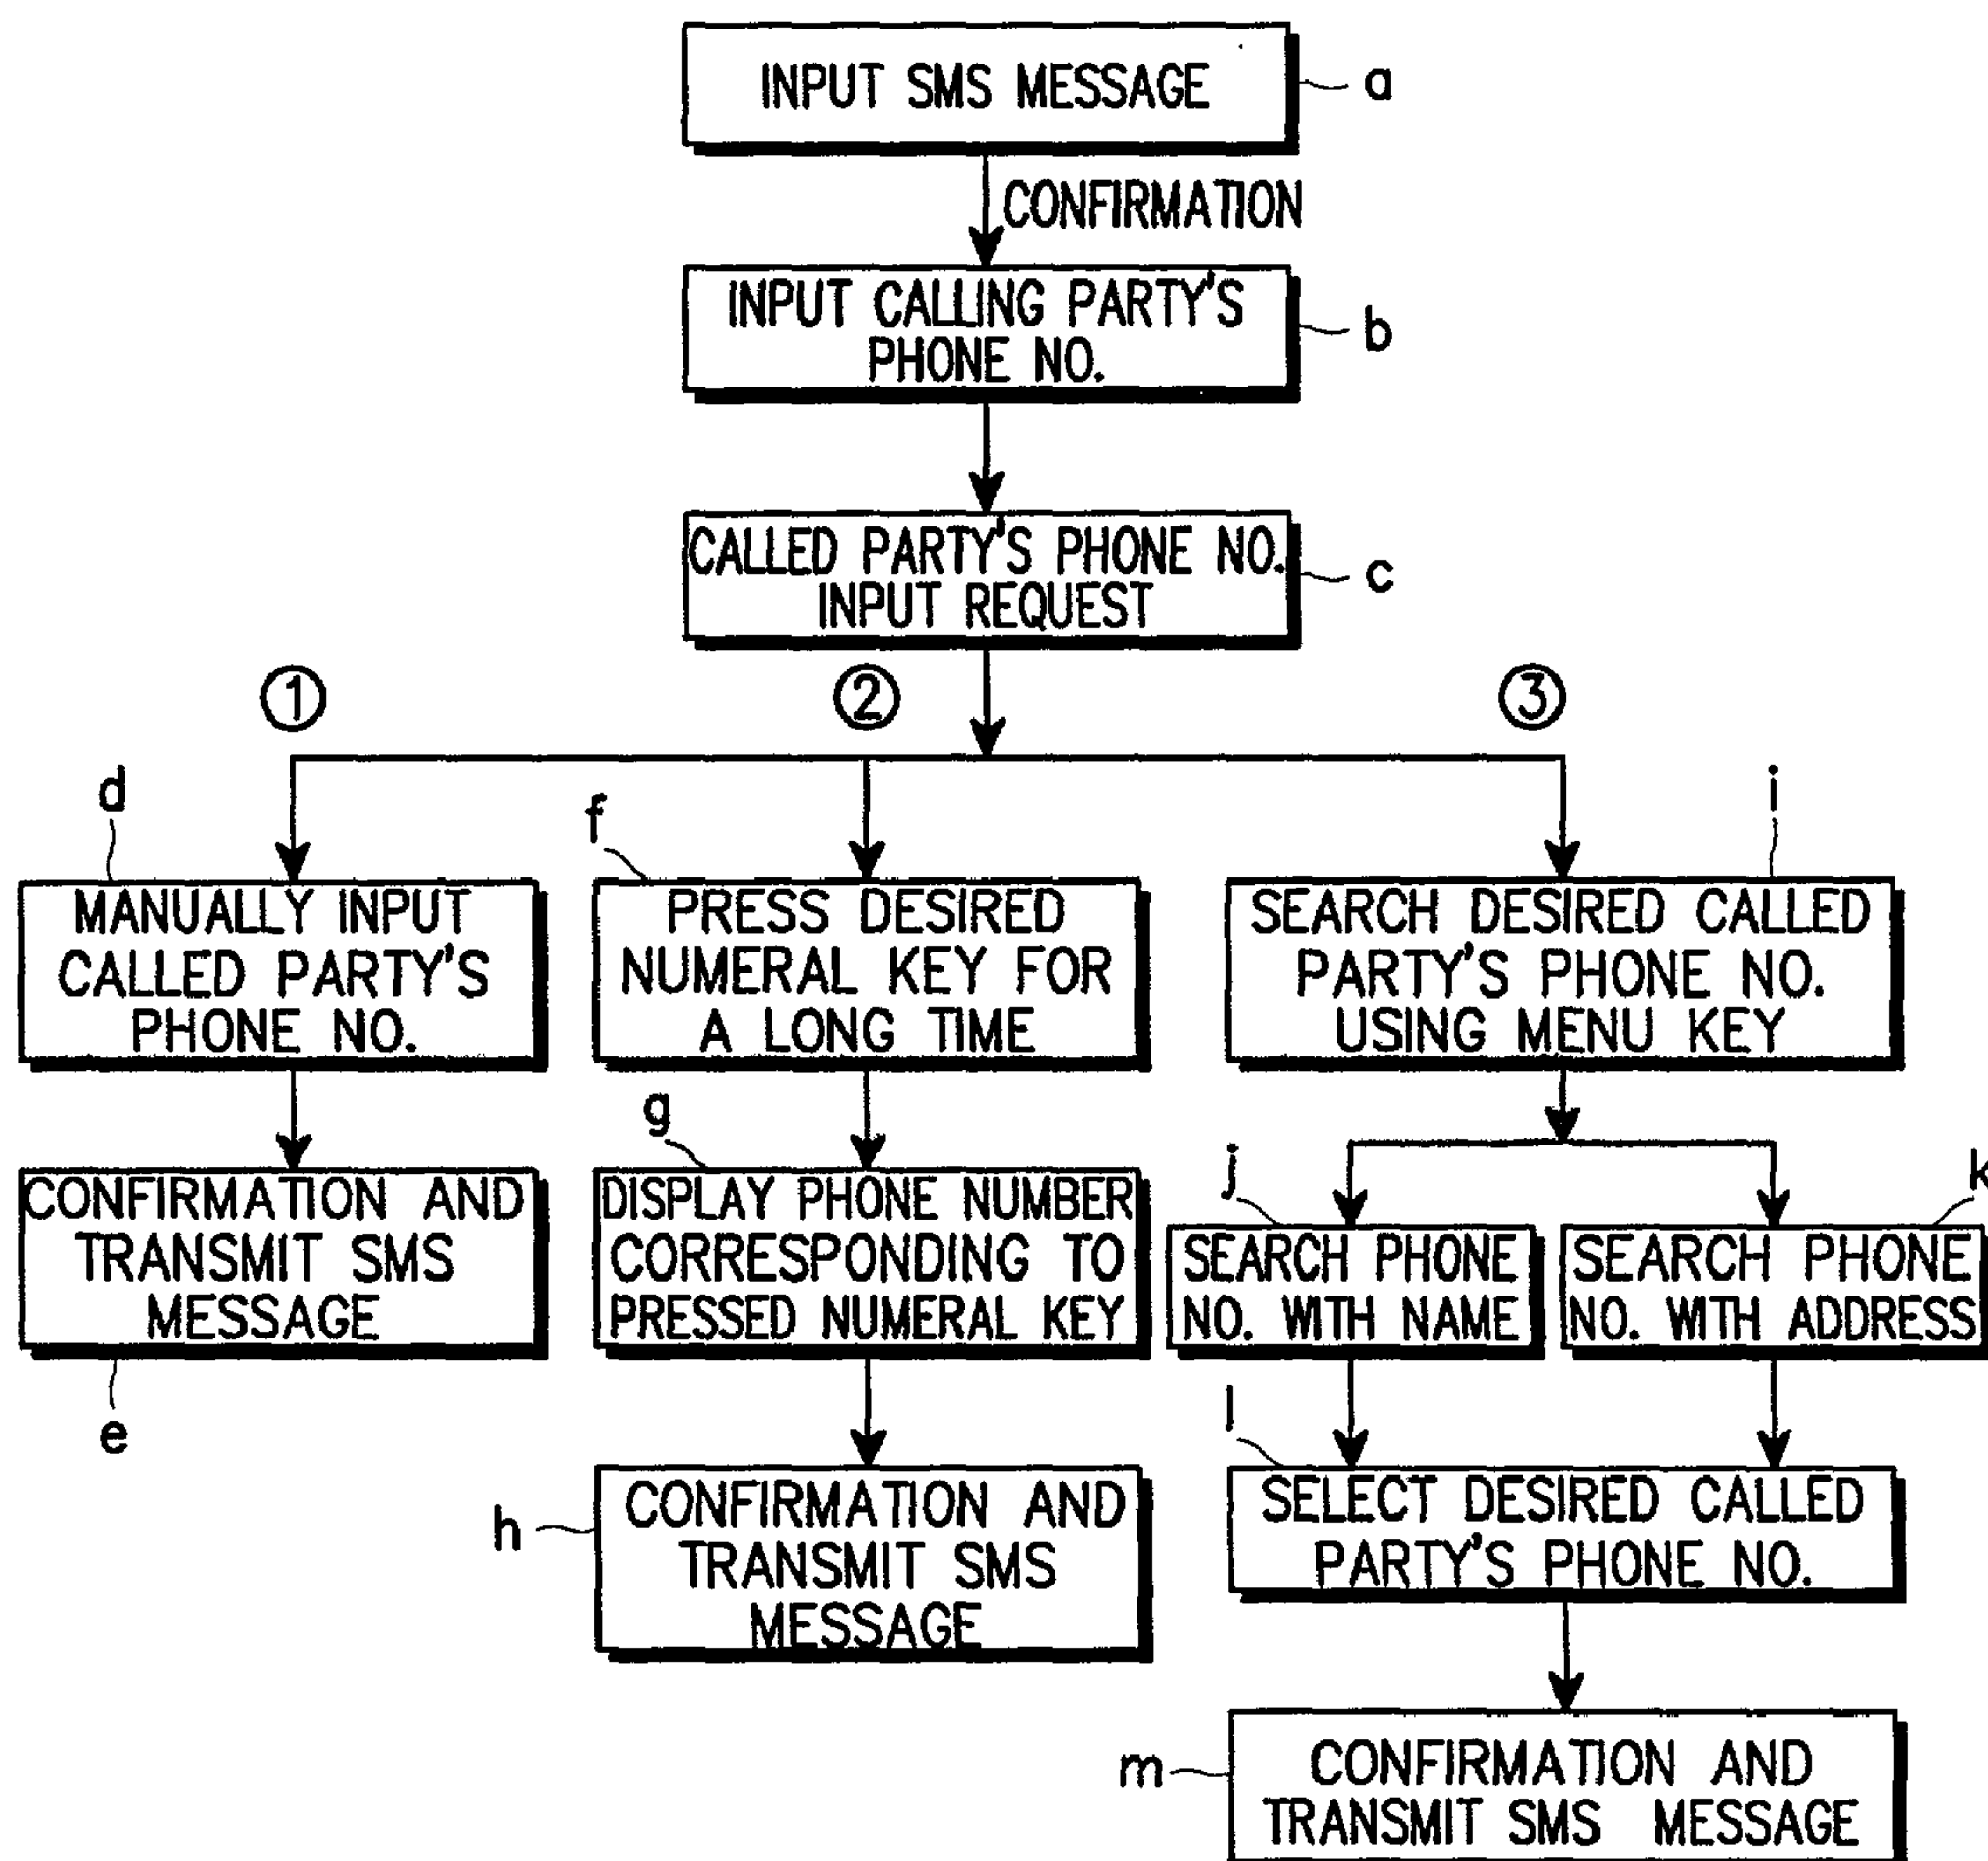 INPUT SMS MESSAGE
a
CONFIRMATION
INPUT CALLING PARTY'S
PHONE NO.
b
CALLED PARTY'S PHONE NO.
INPUT REQUEST
c
①
②
③
d
MANUALLY INPUT
CALLED PARTY'S
PHONE NO.
CONFIRMATION AND
TRANSMIT SMS
MESSAGE
e
f
PRESS DESIRED
NUMERAL KEY FOR
A LONG TIME
g
DISPLAY PHONE NUMBER
CORRESPONDING TO
PRESSED NUMERAL KEY
h
CONFIRMATION AND
TRANSMIT SMS
MESSAGE
i
SEARCH DESIRED CALLED
PARTY'S PHONE NO.
USING MENU KEY
j
SEARCH PHONE
NO. WITH NAME
k
SEARCH PHONE
NO. WITH ADDRESS
l
SELECT DESIRED CALLED
PARTY'S PHONE NO.
m
CONFIRMATION AND
TRANSMIT SMS MESSAGE